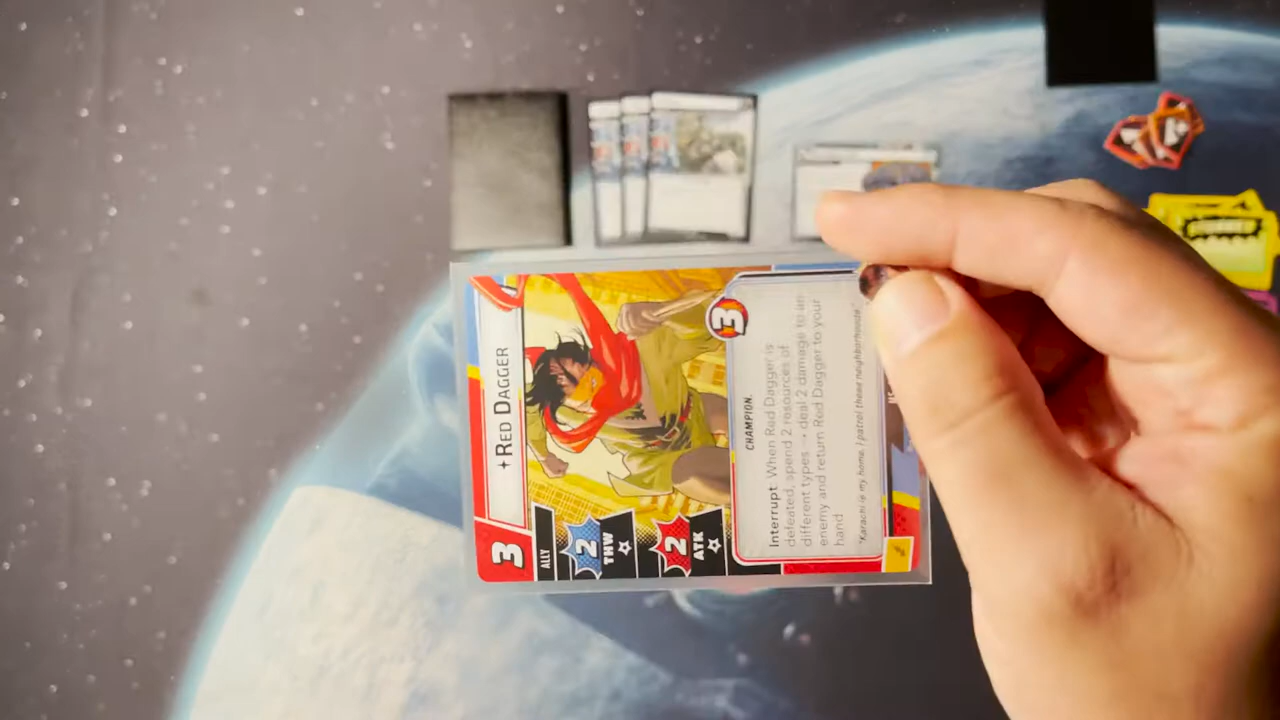 3
RED DAGGER
ALLY
2
THW
2
ATK
3
CHAMPION.
Interrupt: When Red Dagger is
defeated, spend 2 resources of
different types → deal 2 damage to an
enemy and return Red Dagger to your
hand
"Karachi is my home. I patrol these neighborhoods."